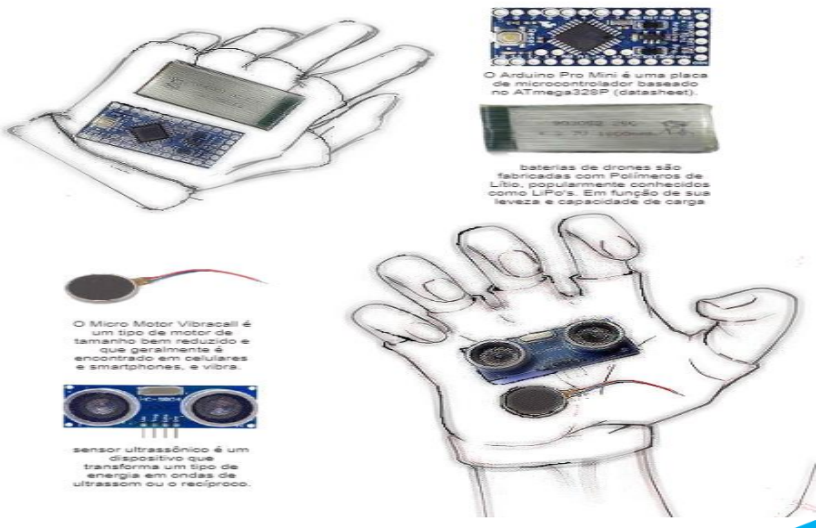 O Arduino Pro Mini é uma placa
de microcontrolador baseado
no ATmega328P (datasheet).
baterias de drones são
fabricadas com Polímeros de
Lítio, popularmente conhecidos
como LiPo's. Em função de sua
leveza e capacidade de carga
O Micro Motor Vibracall é
um tipo de motor de
tamanho bem reduzido e
que geralmente é
encontrado em celulares
e smartphones, e vibra.
HC-SR04
sensor ultrassônico é um
dispositivo que
transforma um tipo de
energia em ondas de
ultrassom ou o recíproco.